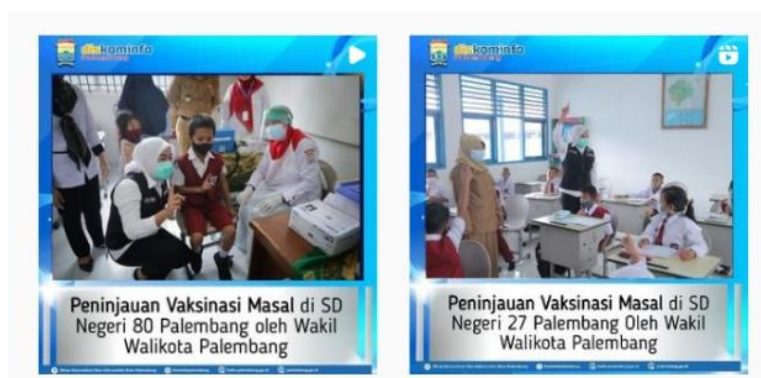 diskominfo
Palembang
Peninjauan Vaksinasi Masal di SD
Negeri 80 Palembang oleh Wakil
Walikota Palembang
diskominfo
Peninjauan Vaksinasi Masal di SD
Negeri 27 Palembang Oleh Wakil
Walikota Palembang